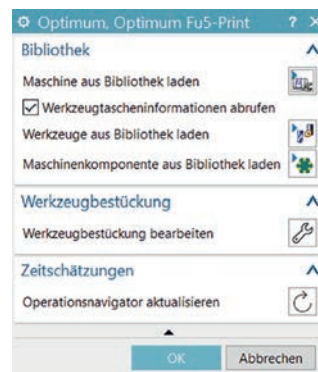 Optimum, Optimum Fu5-Print ? X
Bibliothek
Maschine aus Bibliothek laden
Werkzeugtascheninformationen abrufen
Werkzeuge aus Bibliothek laden
Maschinenkomponente aus Bibliothek laden
Werkzeugbestückung
Werkzeugbestückung bearbeiten
Zeitschätzungen
Operationsnavigator aktualisieren
OK Abbrechen